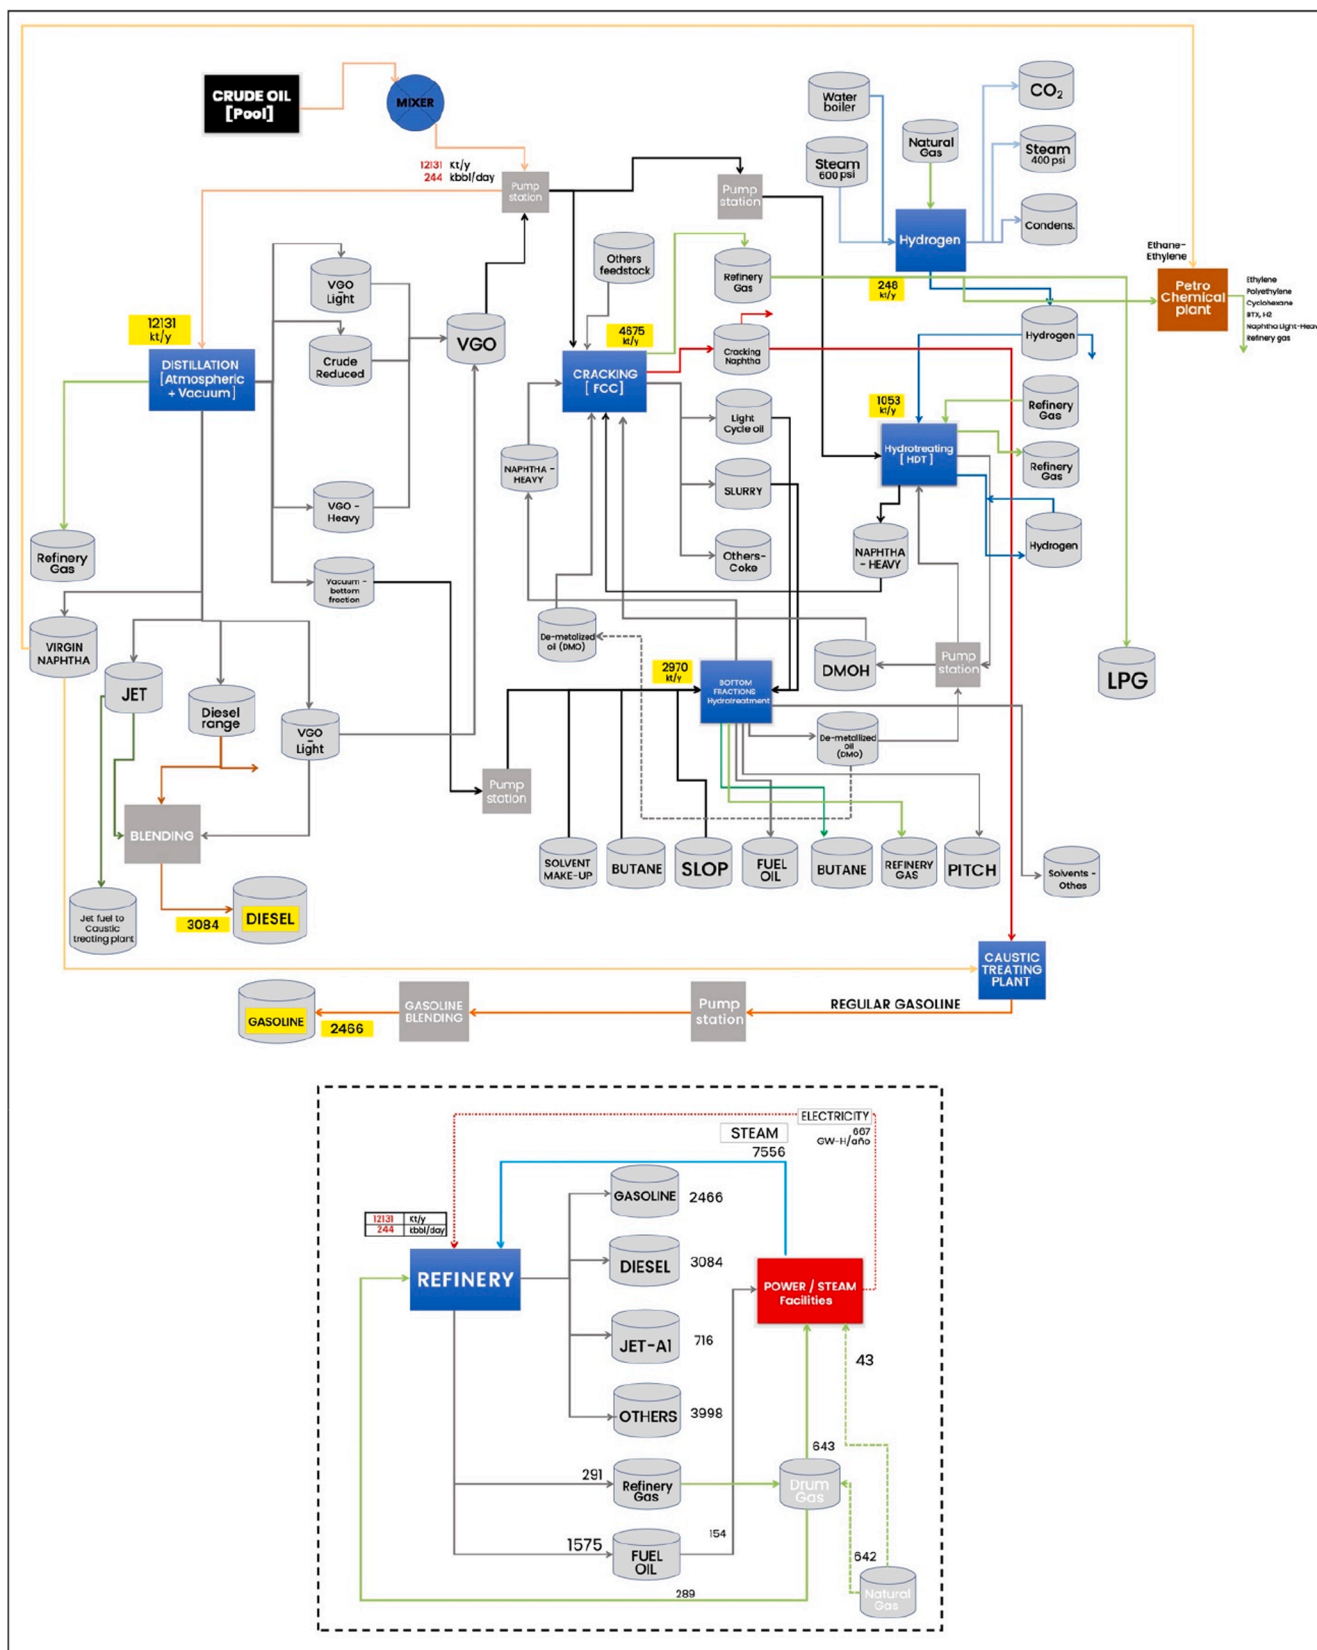 CRUDE OIL
[Pool]
MIXER
12131 Kt/y
244 kbbl/day
Pump
station
Pump
station
Water
boiler
Steam
600 psi
Natural
Gas
CO₂
Steam
400 psi
Condens.
Hydrogen
248
kt/y
Ethane-
Ethylene
Petro
Chemical
plant
Ethylene
Polyethylene
Cyclohexane
BTX, H2
Naphtha Light-Heav
Refinery gas
Others
feedstock
Refinery
Gas
Hydrogen
VGO
-
Light
12131
kt/y
VGO
4675
kt/y
Cracking
Naphtha
Crude
Reduced
DISTILLATION
[Atmospheric
+ Vacuum]
CRACKING
[ FCC]
1053
kt/y
Refinery
Gas
Light
Cycle oil
Hydrotreating
[ HDT ]
Refinery
Gas
NAPHTHA -
HEAVY
SLURRY
VGO -
Heavy
Refinery
Gas
Others-
Coke
NAPHTHA
- HEAVY
Hydrogen
Vacuum -
bottom
fraction
VIRGIN
NAPHTHA
De-metalized
oil (DMO)
JET
2970
kt/y
DMOH
Pump
station
LPG
BOTTOM
FRACTIONS
Hydrotreatment
Diesel
range
VGO
-
Light
De-metallized
oil
(DMO)
Pump
station
BLENDING
SOLVENT
MAKE-UP
BUTANE
SLOP
FUEL
OIL
BUTANE
REFINERY
GAS
PITCH
Solvents -
Othes
Jet fuel to
Caustic
treating plant
3084
DIESEL
CAUSTIC
TREATING
PLANT
GASOLINE
2466
GASOLINE
BLENDING
Pump
station
REGULAR GASOLINE
ELECTRICITY
667
GW-H/año
STEAM
7556
GASOLINE
2466
12131 Kt/y
244 kbbl/day
REFINERY
DIESEL
3084
POWER / STEAM
Facilities
JET-A1
716
43
OTHERS
3998
643
291
Refinery
Gas
Drum
Gas
154
1575
FUEL
OIL
642
Natural
Gas
289